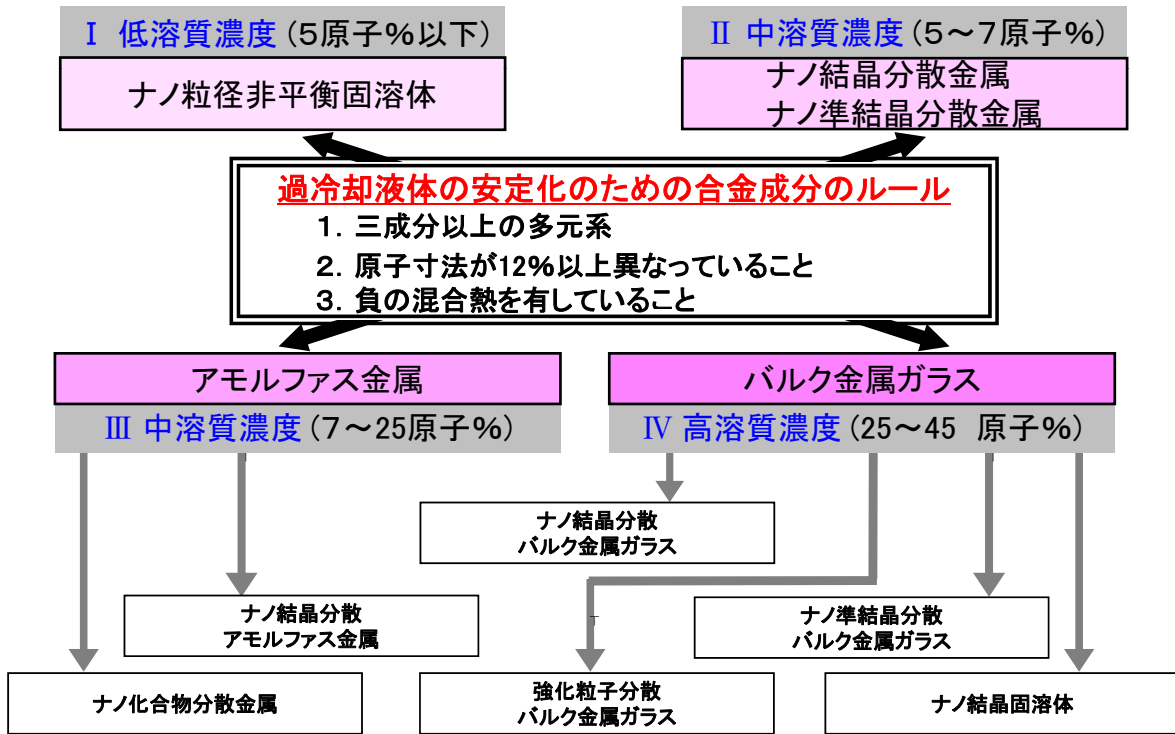 Ⅰ 低溶質濃度 (5原子%以下)
ナノ粒径非平衡固溶体
Ⅱ 中溶質濃度 (5～7原子%)
ナノ結晶分散金属
ナノ準結晶分散金属
過冷却液体の安定化のための合金成分のルール
1. 三成分以上の多元系
2. 原子寸法が12%以上異なっていること
3. 負の混合熱を有していること
アモルファス金属
Ⅲ 中溶質濃度 (7～25原子%)
バルク金属ガラス
Ⅳ 高溶質濃度 (25～45 原子%)
ナノ結晶分散
バルク金属ガラス
ナノ結晶分散
アモルファス金属
ナノ準結晶分散
バルク金属ガラス
ナノ化合物分散金属
強化粒子分散
バルク金属ガラス
ナノ結晶固溶体